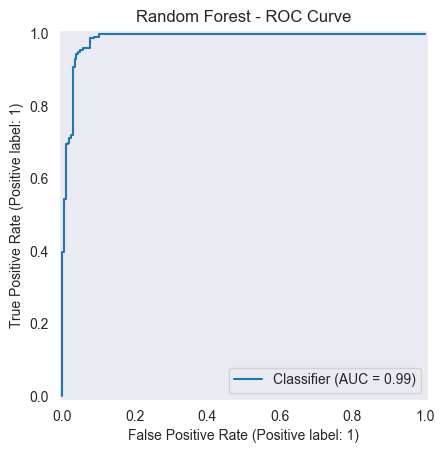 Random Forest - ROC Curve
1.0
0.8
0.6
0.4
0.2
0.0
True Positive Rate (Positive label: 1)
Classifier (AUC = 0.99)
0.0 0.2 0.4 0.6 0.8 1.0
False Positive Rate (Positive label: 1)